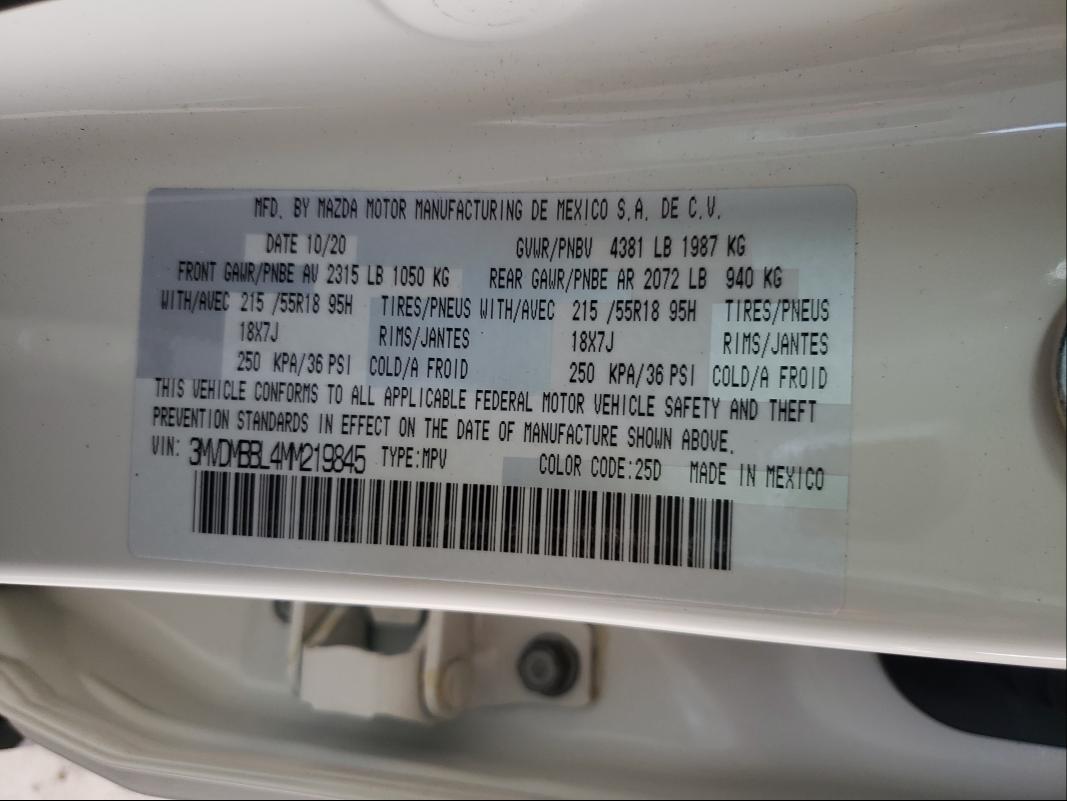 MFD. BY MAZDA MOTOR MANUFACTURING DE MEXICO S.A. DE C.V.
DATE 10/20 GVWR/PNBV 4381 LB 1987 KG
FRONT GAWR/PNBE AV 2315 LB 1050 KG REAR GAWR/PNBE AR 2072 LB 940 KG
WITH/AVEC 215 /55R18 95H TIRES/PNEUS WITH/AVEC 215 /55R18 95H TIRES/PNEUS
18X7J RIMS/JANTES 18X7J RIMS/JANTES
250 KPA/36 PSI COLD/A FROID 250 KPA/36 PSI COLD/A FROID
THIS VEHICLE CONFORMS TO ALL APPLICABLE FEDERAL MOTOR VEHICLE SAFETY AND THEFT
PREVENTION STANDARDS IN EFFECT ON THE DATE OF MANUFACTURE SHOWN ABOVE.
VIN: 3MVDMBBL4MM219845 TYPE:MPV COLOR CODE:25D MADE IN MEXICO